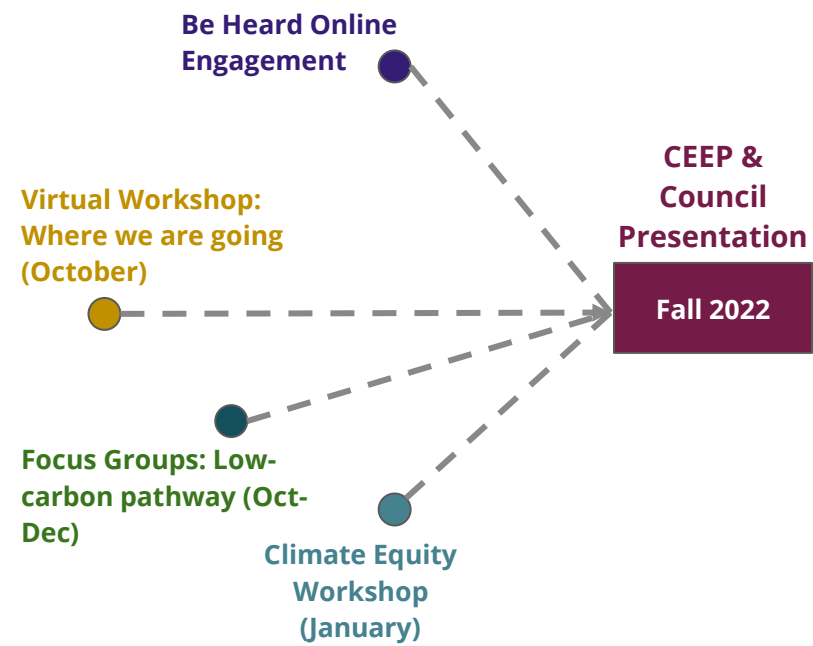 Be Heard Online
Engagement
CEEP &
Council
Presentation
Virtual Workshop:
Where we are going
(October)
Fall 2022
Focus Groups: Low-
carbon pathway (Oct-
Dec)
Climate Equity
Workshop
(January)